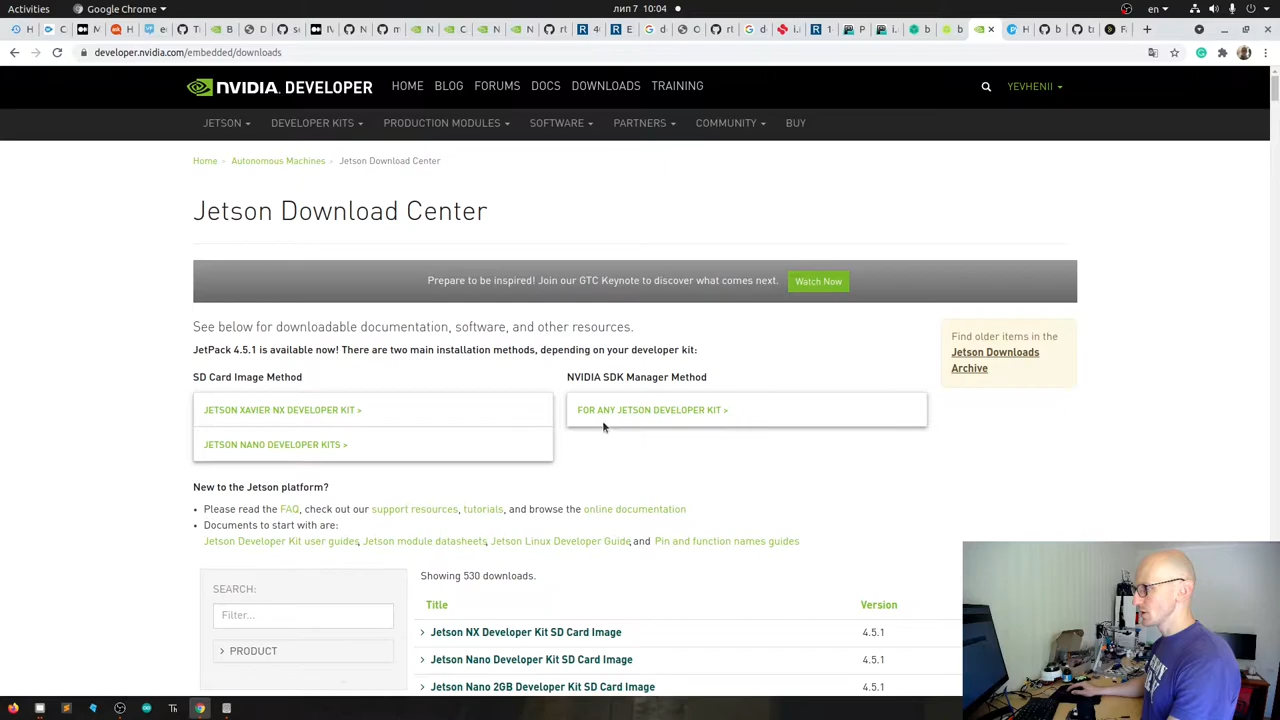 Activities
Google Chrome
лип 7 10:04
en
developer.nvidia.com/embedded/downloads
NVIDIA. DEVELOPER
HOME
BLOG
FORUMS
DOCS
DOWNLOADS
TRAINING
YEVHENII
JETSON
DEVELOPER KITS
PRODUCTION MODULES
SOFTWARE
PARTNERS
COMMUNITY
BUY
Home
Autonomous Machines
Jetson Download Center
Jetson Download Center
Prepare to be inspired! Join our GTC Keynote to discover what comes next.
Watch Now
See below for downloadable documentation, software, and other resources.
JetPack 4.5.1 is available now! There are two main installation methods, depending on your developer kit:
Find older items in the
Jetson Downloads
Archive
SD Card Image Method
NVIDIA SDK Manager Method
JETSON XAVIER NX DEVELOPER KIT >
FOR ANY JETSON DEVELOPER KIT >
JETSON NANO DEVELOPER KITS >
New to the Jetson platform?
• Please read the FAQ, check out our support resources, tutorials, and browse the online documentation
• Documents to start with are:
Jetson Developer Kit user guides, Jetson module datasheets, Jetson Linux Developer Guide, and Pin and function names guides
SEARCH:
Filter...
> PRODUCT
Showing 530 downloads.
Title
Version
> Jetson NX Developer Kit SD Card Image
4.5.1
> Jetson Nano Developer Kit SD Card Image
4.5.1
> Jetson Nano 2GB Developer Kit SD Card Image
4.5.1